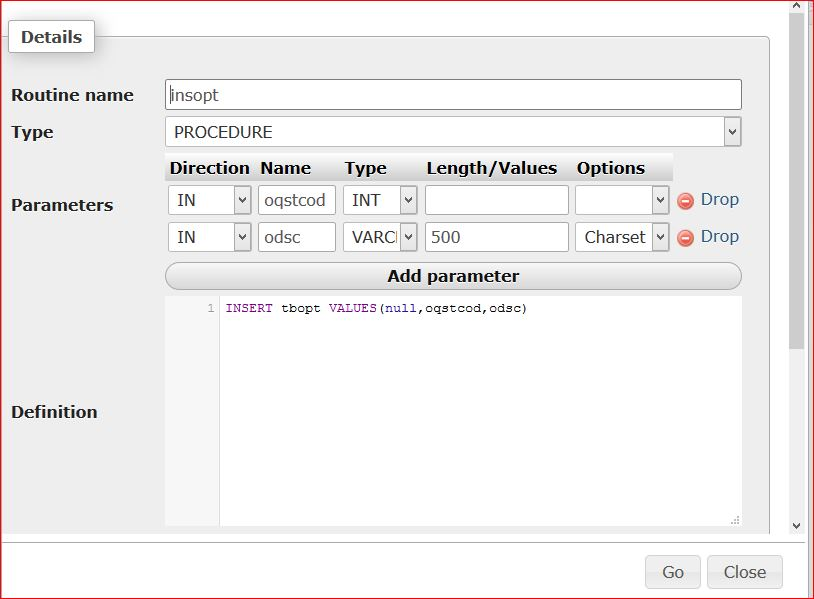 Details
Routine name insopt
Type PROCEDURE
Direction Name Type Length/Values Options
Parameters
IN oqstcod INT Drop
IN odsc VARC 500 Charset Drop
Add parameter
1 INSERT tbopt VALUES(null,oqstcod,odsc)
Definition
Go Close